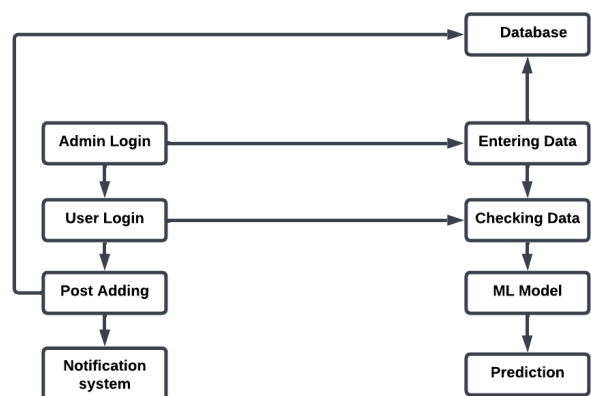 Database
Admin Login
Entering Data
User Login
Checking Data
Post Adding
ML Model
Notification
system
Prediction